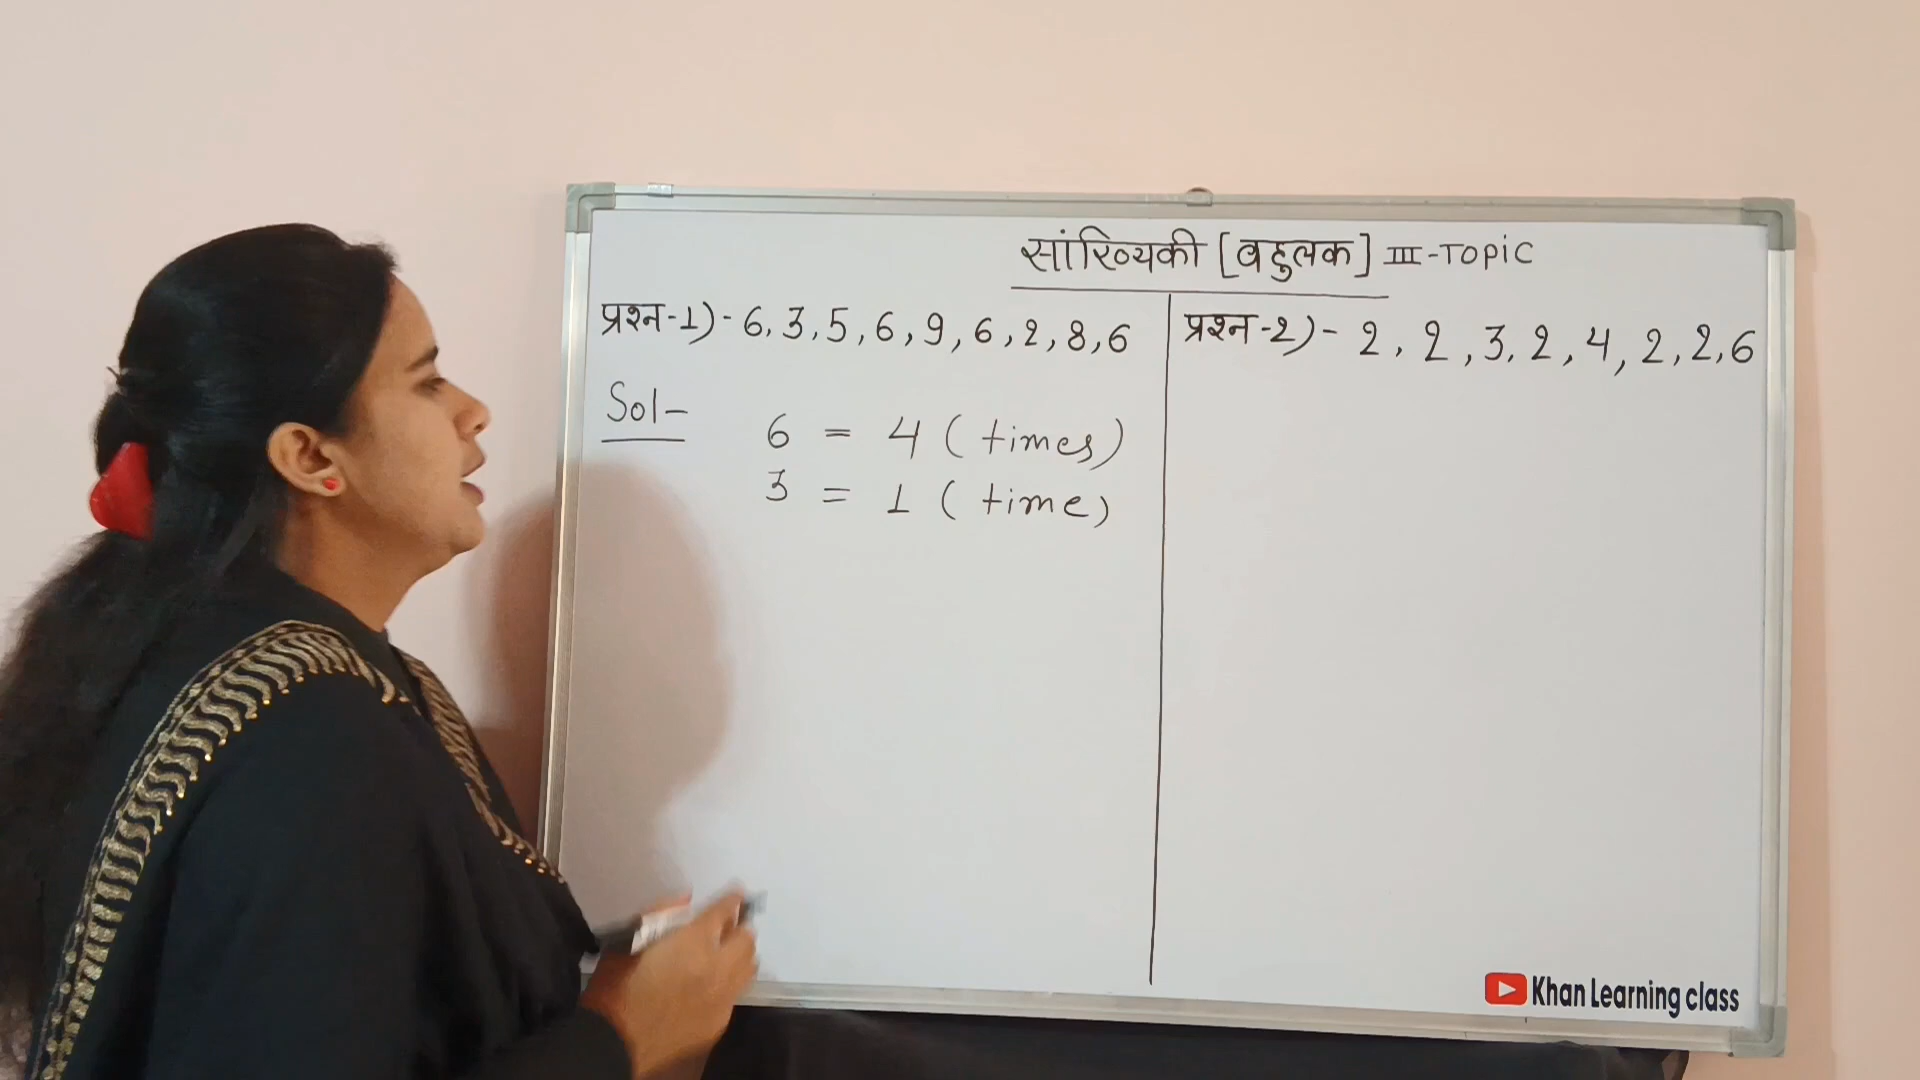 सांख्यिकी [बहुलक] III-TOPIC
प्रश्न-1)- 6, 3, 5, 6, 9, 6, 2, 8, 6
Sol-
6 = 4 (times)
3 = 1 (time)
प्रश्न-2)- 2, 2, 3, 2, 4, 2, 2, 6
Khan Learning class